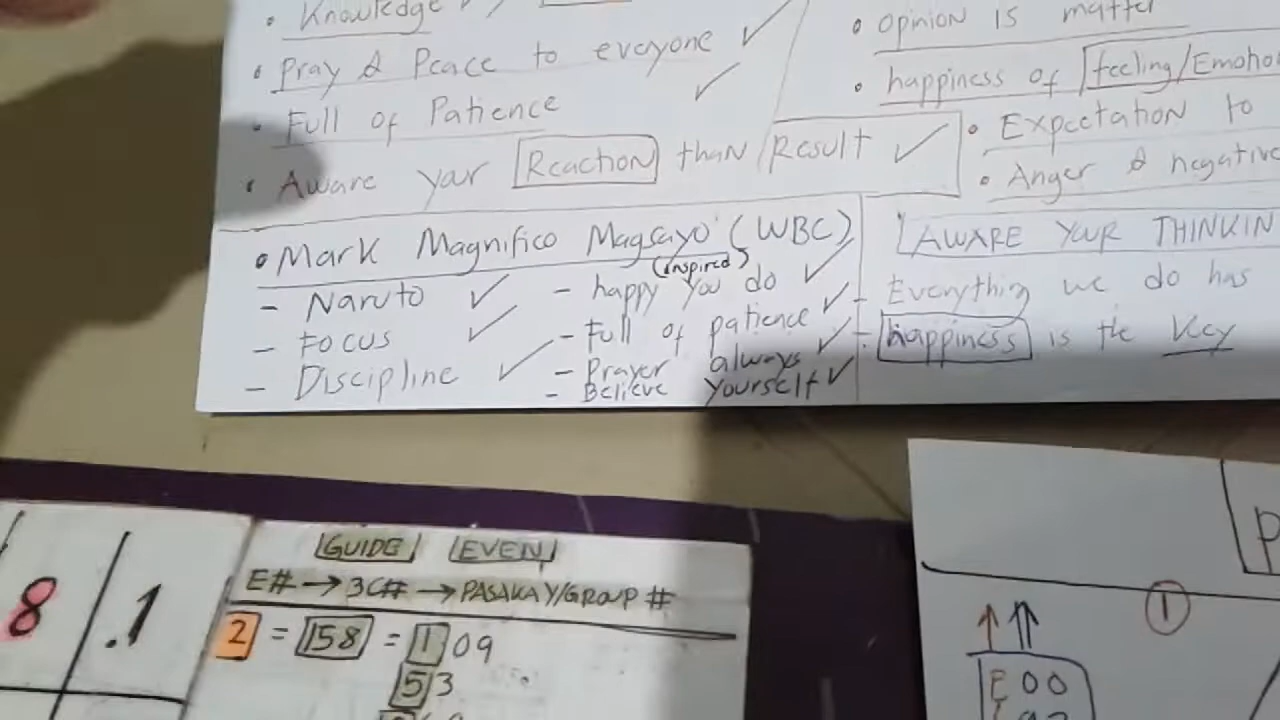 • Knowledge
• Pray & Peace to everyone ✓
• Full of Patience ✓
• Aware your Reaction than Result ✓
• Opinion is matter
• happiness of feeling/Emotio
• Expectation to
• Anger & negative
• Mark Magnifico Magsayo (WBC)
(inspired)
- Naruto ✓
- Focus ✓
- Discipline ✓
- happy you do ✓
- Full of patience ✓
- Prayer always ✓
- Believe yourself ✓
AWARE YOUR THINKIN
- Everything we do has
- happiness is the Key
8 .1
GUIDE EVEN
E# → 3C# → PASAKAY/GROUP #
2 = 158 = 109
53
P
1
E00